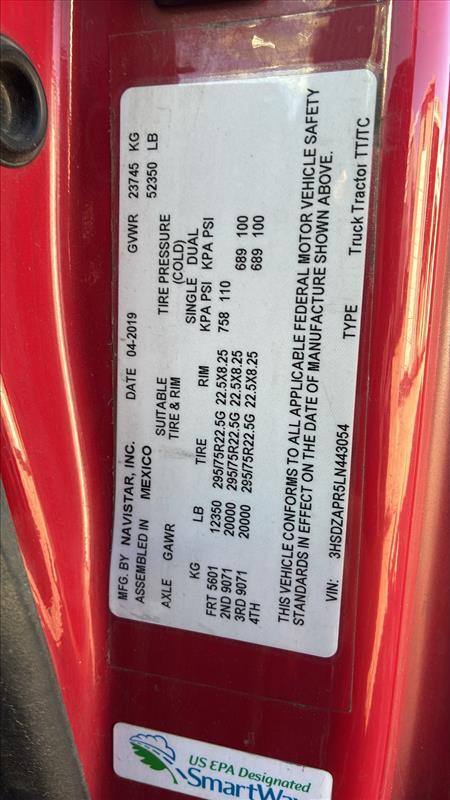 MFG. BY NAVISTAR, INC. DATE 04-2019 GVWR 23745 KG
ASSEMBLED IN MEXICO 52350 LB
AXLE GAWR SUITABLE TIRE & RIM TIRE PRESSURE (COLD)
SINGLE DUAL
KG LB TIRE RIM KPA PSI KPA PSI
FRT 5601 12350 295/75R22.5G 22.5X8.25 758 110
2ND 9071 20000 295/75R22.5G 22.5X8.25 689 100
3RD 9071 20000 295/75R22.5G 22.5X8.25 689 100
4TH
THIS VEHICLE CONFORMS TO ALL APPLICABLE FEDERAL MOTOR VEHICLE SAFETY
STANDARDS IN EFFECT ON THE DATE OF MANUFACTURE SHOWN ABOVE.
VIN: 3HSDZAPR5LN443054 TYPE Truck Tractor TT/TC
US EPA Designated
SmartWay